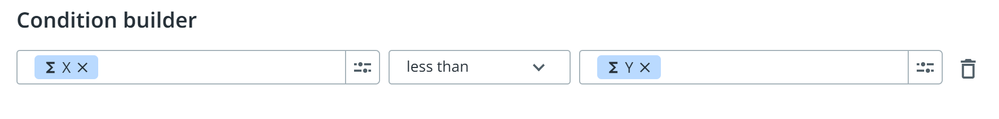 Condition builder
Σ X × less than Σ Y ×